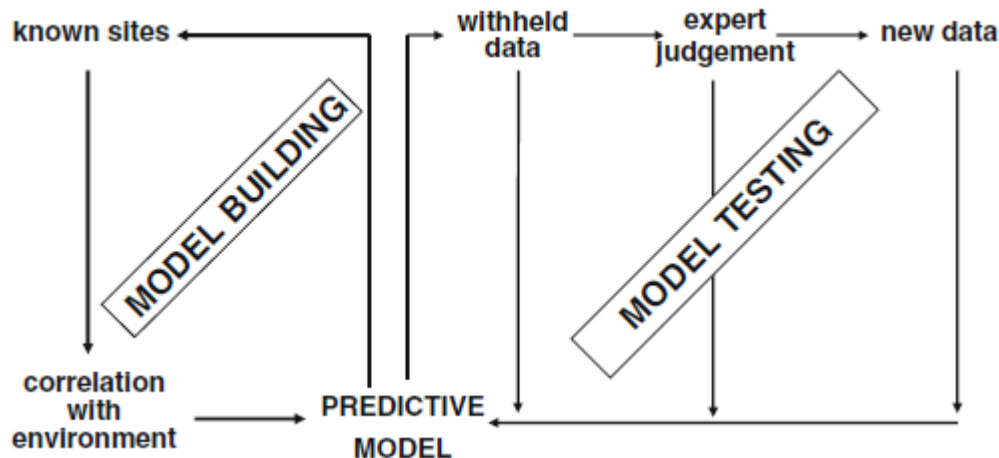 known sites
withheld
data
expert
judgement
new data
MODEL BUILDING
MODEL TESTING
correlation
with
environment
PREDICTIVE
MODEL